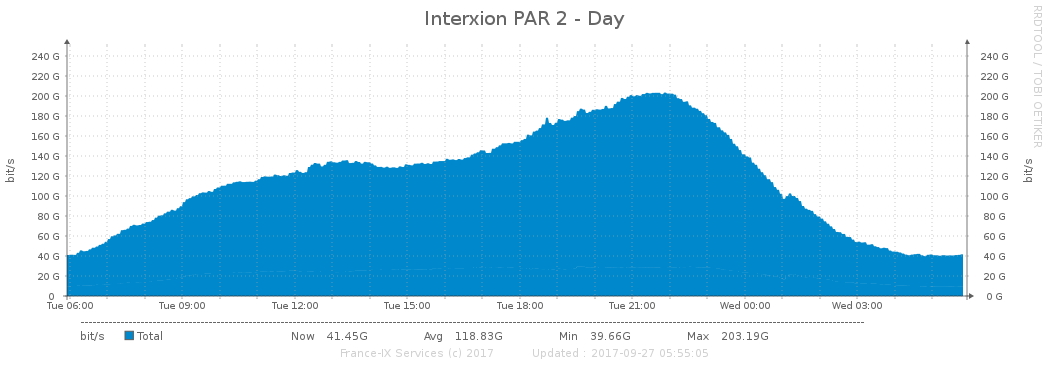 Interxion PAR 2 - Day
RRDTOOL / TOBI OETIKER
240 G 240 G
220 G 220 G
200 G 200 G
180 G 180 G
160 G 160 G
140 G 140 G
120 G 120 G
100 G 100 G
80 G 80 G
60 G 60 G
40 G 40 G
20 G 20 G
0 0 G
bit/s bit/s
Tue 06:00 Tue 09:00 Tue 12:00 Tue 15:00 Tue 18:00 Tue 21:00 Wed 00:00 Wed 03:00
bit/s Total Now 41.45G Avg 118.83G Min 39.66G Max 203.19G
France-IX Services (c) 2017 Updated : 2017-09-27 05:55:05